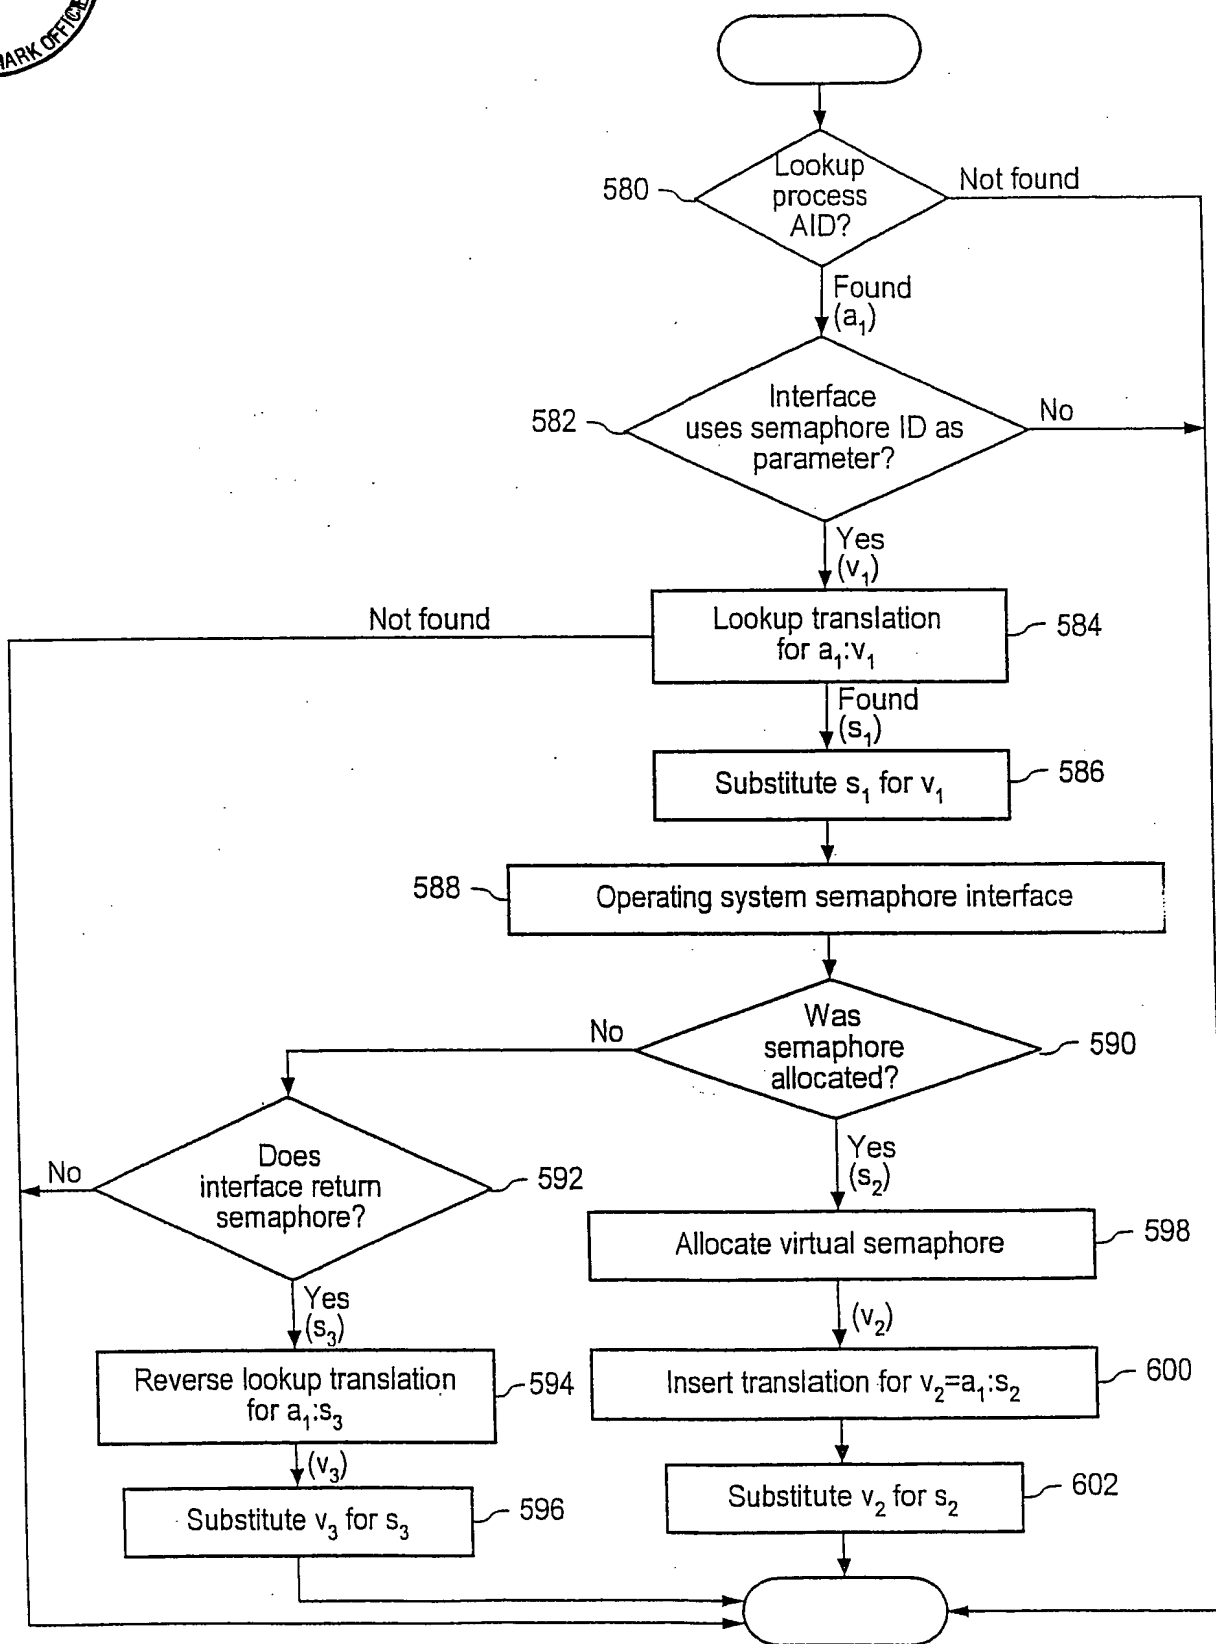 MARK OFFICE
Lookup
process
AID?
580
Not found
Found
(a₁)
Interface
uses semaphore ID as
parameter?
582
No
Yes
(v₁)
Not found
Lookup translation
for a₁:v₁
584
Found
(s₁)
Substitute s₁ for v₁
586
588
Operating system semaphore interface
No
Was
semaphore
allocated?
590
No
Does
interface return
semaphore?
592
Yes
(s₂)
Allocate virtual semaphore
598
Yes
(s₃)
(v₂)
Reverse lookup translation
for a₁:s₃
594
Insert translation for v₂=a₁:s₂
600
(v₃)
Substitute v₃ for s₃
596
Substitute v₂ for s₂
602